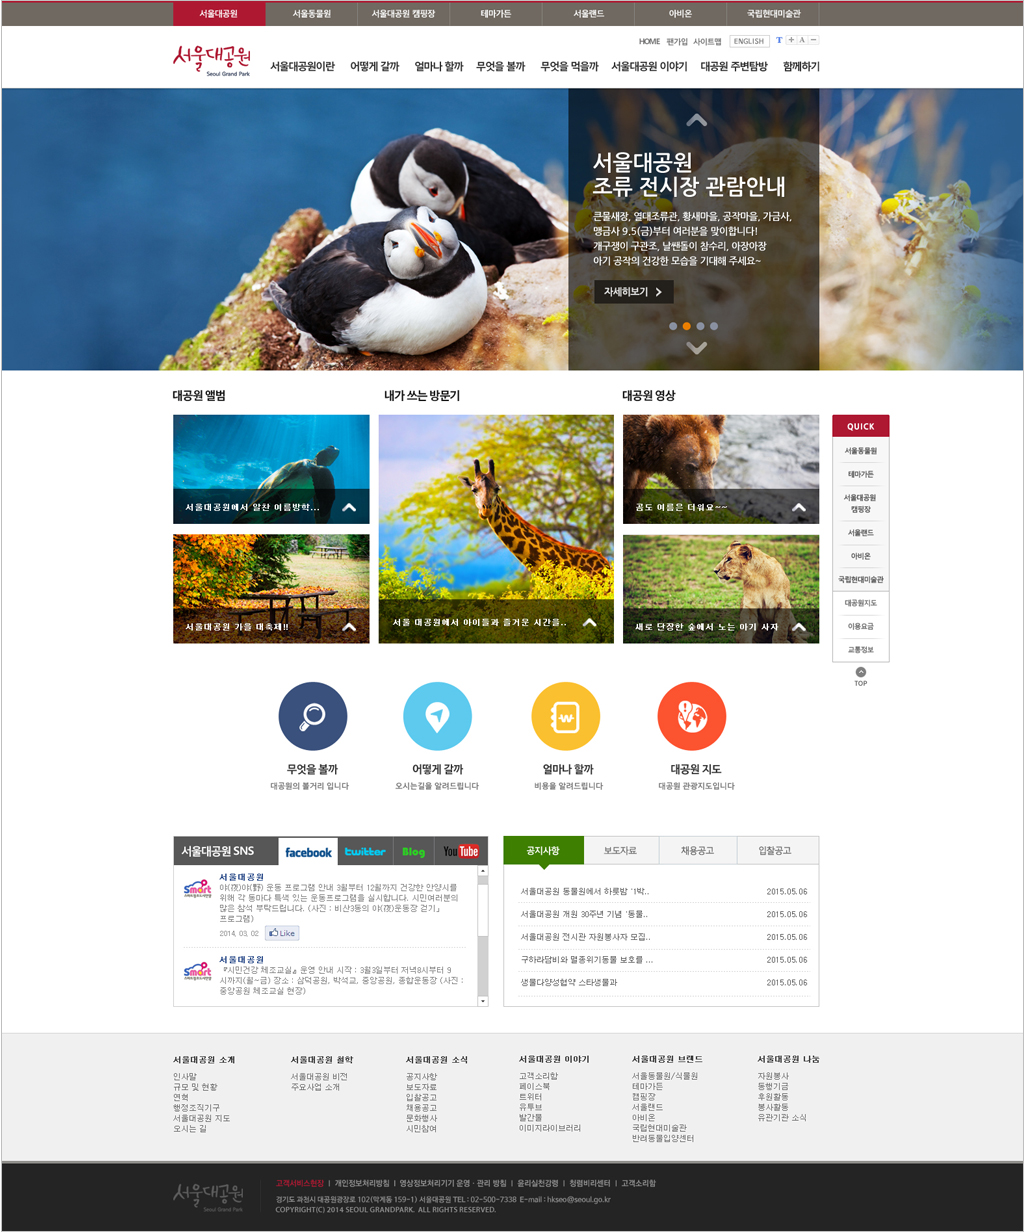 서울대공원 서울동물원 서울대공원 캠핑장 테마가든 서울랜드 아비온 국립현대미술관
HOME 팬가입 사이트맵 ENGLISH T + A −
서울대공원
Seoul Grand Park
서울대공원이란 어떻게 갈까 얼마나 할까 무엇을 볼까 무엇을 먹을까 서울대공원 이야기 대공원 주변탐방 함께하기
서울대공원
조류 전시장 관람안내
큰물새장, 열대조류관, 황새마을, 공작마을, 가금사,
맹금사 9.5(금)부터 여러분을 맞이합니다!
개구쟁이 구관조, 날쌘돌이 참수리, 아장아장
아기 공작의 건강한 모습을 기대해 주세요~
자세히보기
대공원 앨범
서울대공원에서 알찬 여름방학...
서울대공원 가을 대축제!!
내가 쓰는 방문기
서울 대공원에서 아이들과 즐거운 시간을..
대공원 영상
곰도 여름은 더워요~~
새로 단장한 숲에서 노는 아기 사자
QUICK
서울동물원
테마가든
서울대공원
캠핑장
서울랜드
아비온
국립현대미술관
대공원지도
이용요금
교통정보
TOP
무엇을 볼까
대공원의 볼거리 입니다
어떻게 갈까
오시는길을 알려드립니다
얼마나 할까
비용을 알려드립니다
대공원 지도
대공원 관광지도입니다
서울대공원 SNS facebook twitter Blog YouTube
Smart
서울대공원
야(夜)야(野) 운동 프로그램 안내 3월부터 12월까지 건강한 안양시를
위해 각 동마다 특색 있는 운동프로그램을 실시합니다. 시민여러분의
많은 참석 부탁드립니다. (사진 : 비산3동의 야(夜)운동장 걷기」
프로그램)
2014, 03, 02 Like
Smart
서울대공원
『시민건강 체조교실』 운영 안내 시작 : 3월3일부터 저녁8시부터 9
시까지(월~금) 장소 : 삼덕공원, 박석교, 중앙공원, 종합운동장 (사진 :
중앙공원 체조교실 현장)
공지사항 보도자료 채용공고 입찰공고
서울대공원 동물원에서 하룻밤 '1박.. 2015.05.06
서울대공원 개원 30주년 기념 '동물.. 2015.05.06
서울대공원 전시관 자원봉사자 모집.. 2015.05.06
구하라담비와 멸종위기동물 보호를 ... 2015.05.06
생물다양성협약 스타생물과 2015.05.06
서울대공원 소개
인사말
규모 및 현황
연혁
행정조직기구
서울대공원 지도
오시는 길
서울대공원 철학
서울대공원 비전
주요사업 소개
서울대공원 소식
공지사항
보도자료
입찰공고
채용공고
문화행사
시민참여
서울대공원 이야기
고객소리함
페이스북
트위터
유투브
발간물
이미지라이브러리
서울대공원 브랜드
서울동물원/식물원
테마가든
캠핑장
서울랜드
아비온
국립현대미술관
반려동물입양센터
서울대공원 나눔
자원봉사
동행기금
후원활동
봉사활동
유관기관 소식
서울대공원
Seoul Grand Park
고객서비스헌장 | 개인정보처리방침 | 영상정보처리기기 운영·관리 방침 | 윤리실천강령 | 청렴비리센터 | 고객소리함
경기도 과천시 대공원광장로 102(막계동 159-1) 서울대공원 TEL : 02-500-7338 E-mail : hkseo@seoul.go.kr
COPYRIGHT(C) 2014 SEOUL GRANDPARK. ALL RIGHTS RESERVED.